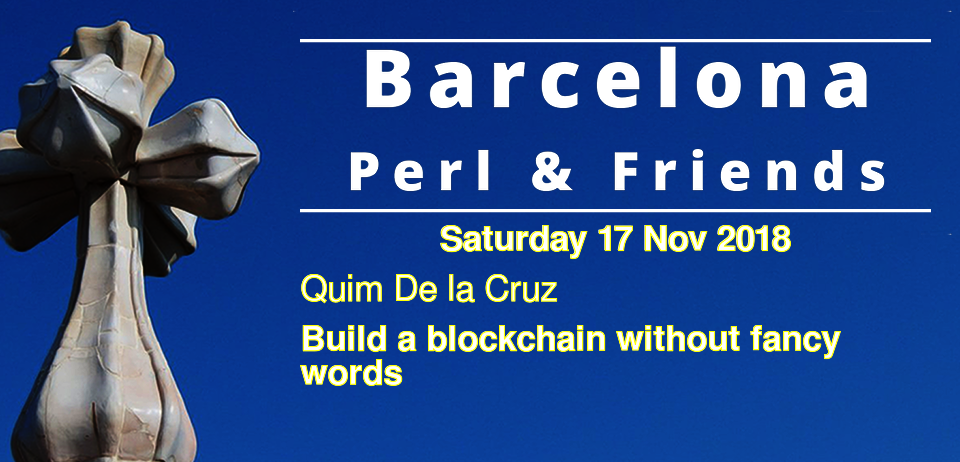 Barcelona
Perl & Friends
Saturday 17 Nov 2018
Quim De la Cruz
Build a blockchain without fancy
words